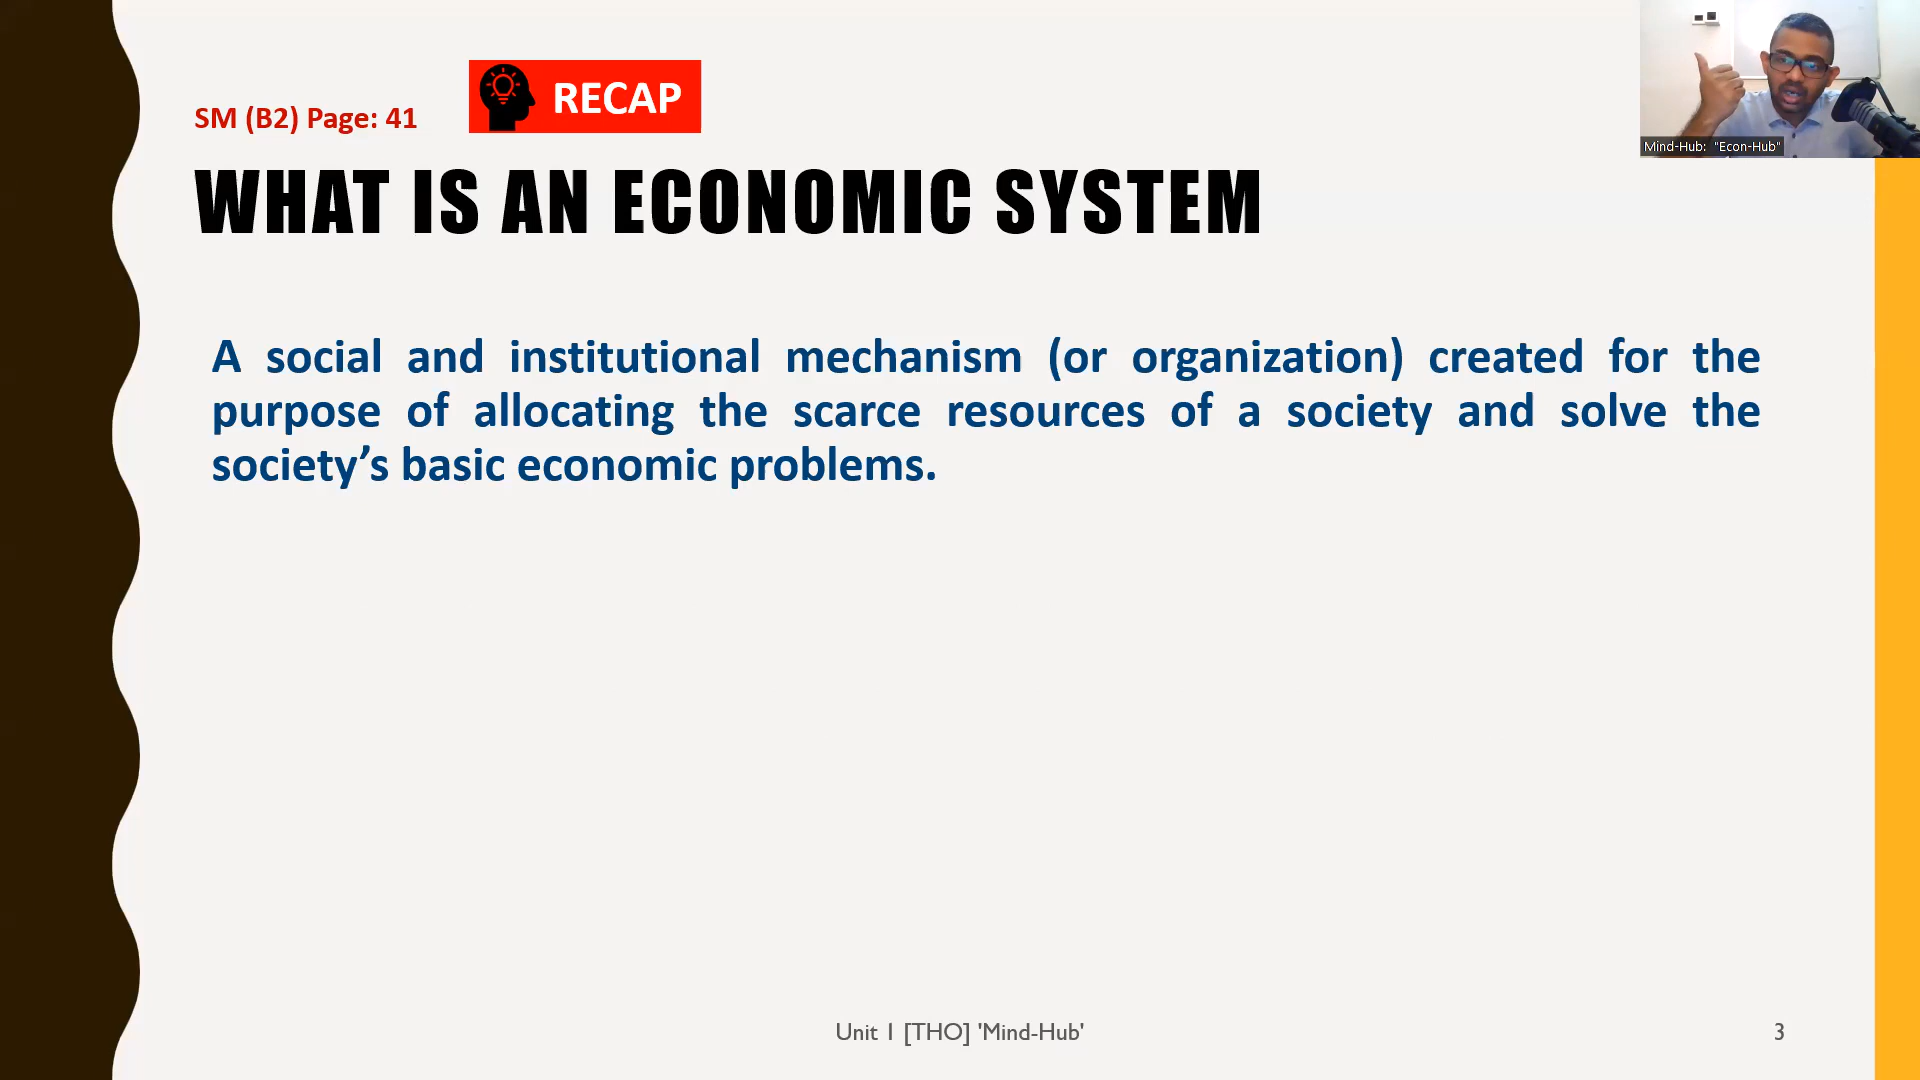 SM (B2) Page: 41
RECAP
Mind-Hub: "Econ-Hub"
WHAT IS AN ECONOMIC SYSTEM
A social and institutional mechanism (or organization) created for the
purpose of allocating the scarce resources of a society and solve the
society’s basic economic problems.
Unit 1 [THO] 'Mind-Hub'
3